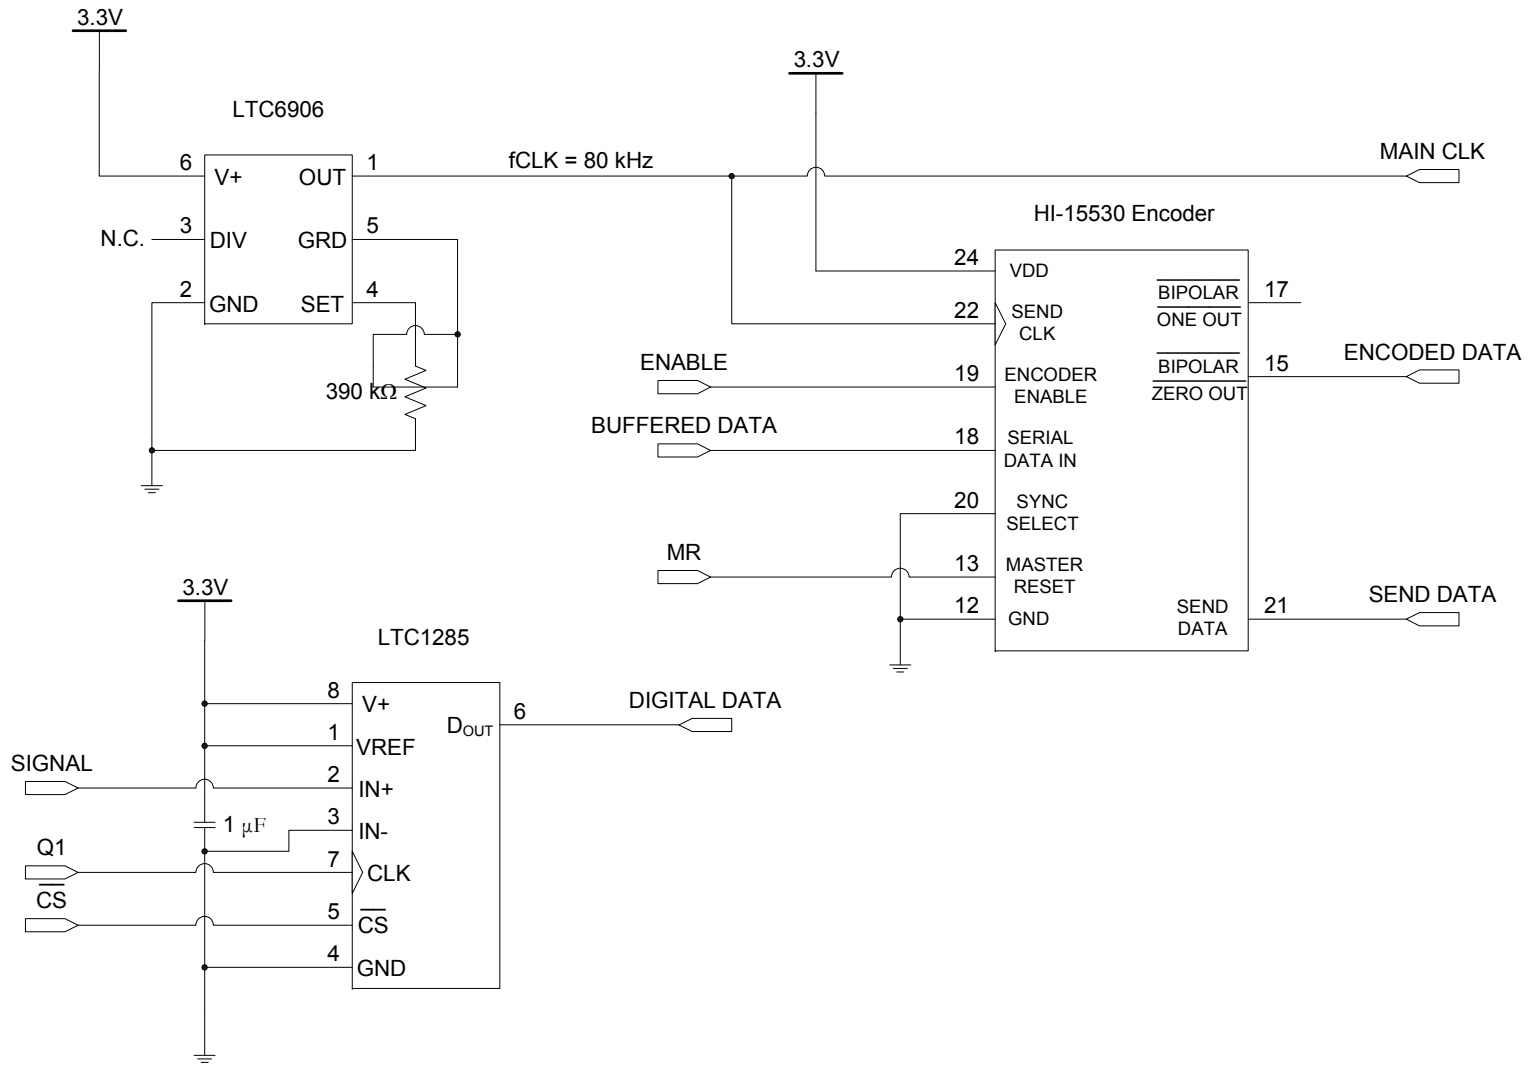 3.3V
LTC6906
6
V+
OUT
1
fCLK = 80 kHz
N.C.
3
DIV
GRD
5
2
GND
SET
4
390 kΩ
3.3V
MAIN CLK
HI-15530 Encoder
24
VDD
BIPOLAR
ONE OUT
17
22
SEND
CLK
ENABLE
19
ENCODER
ENABLE
BIPOLAR
ZERO OUT
15
ENCODED DATA
BUFFERED DATA
18
SERIAL
DATA IN
20
SYNC
SELECT
MR
13
MASTER
RESET
12
GND
SEND
DATA
21
SEND DATA
3.3V
LTC1285
8
V+
DOUT
6
DIGITAL DATA
1
VREF
SIGNAL
2
IN+
1 μF
3
IN-
Q1
7
CLK
CS
5
CS
4
GND